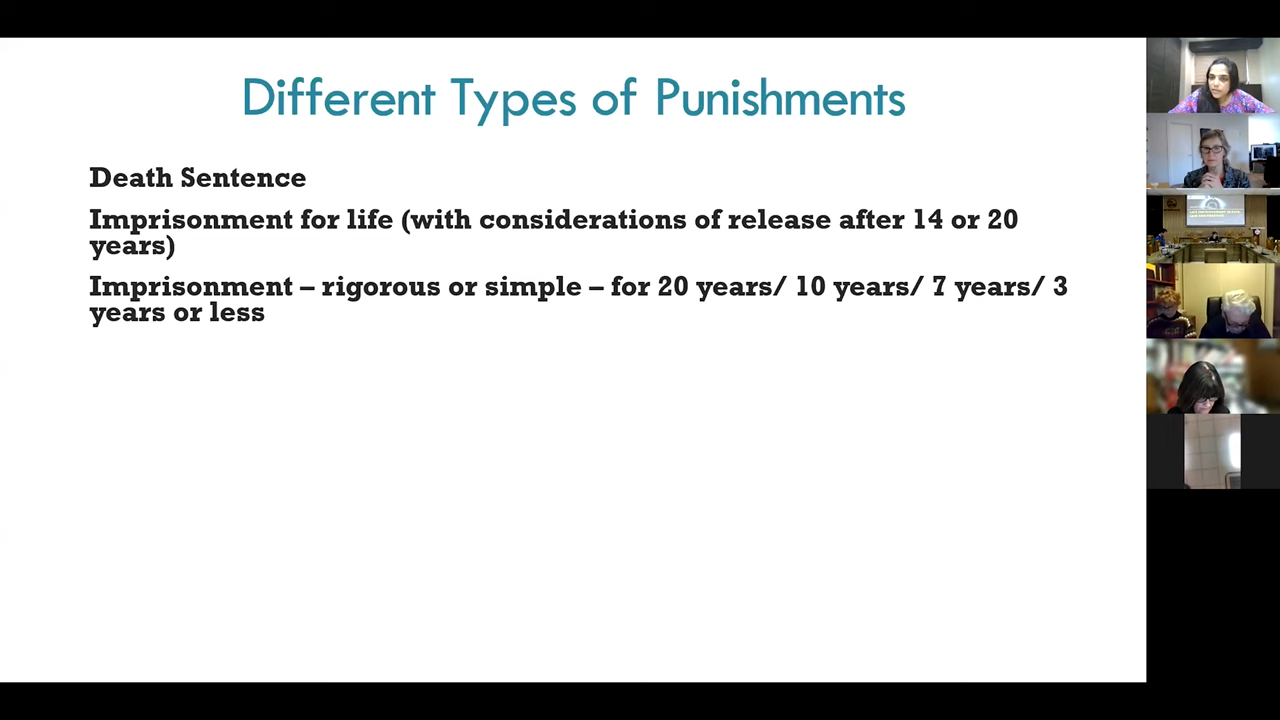 Different Types of Punishments
Death Sentence
Imprisonment for life (with considerations of release after 14 or 20
years)
Imprisonment – rigorous or simple – for 20 years/ 10 years/ 7 years/ 3
years or less